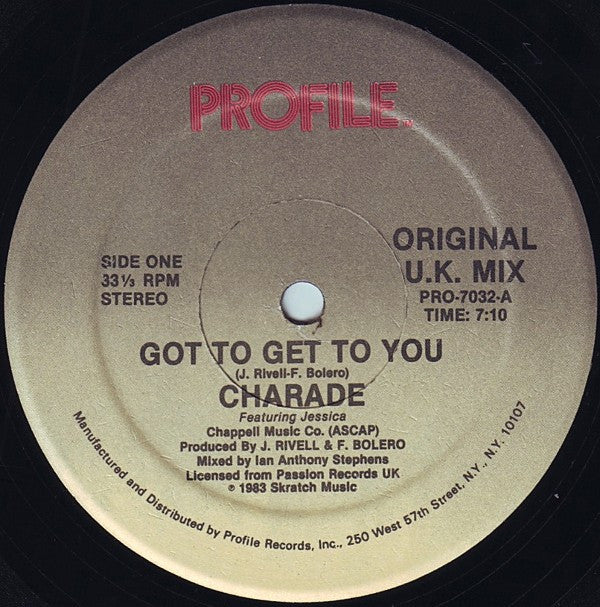 PROFILE™
SIDE ONE
33⅓ RPM
STEREO
ORIGINAL
U.K. MIX
PRO-7032-A
TIME: 7:10
GOT TO GET TO YOU
(J. Rivell-F. Bolero)
CHARADE
Featuring Jessica
Chappell Music Co. (ASCAP)
Produced By J. RIVELL & F. BOLERO
Mixed by Ian Anthony Stephens
Licensed from Passion Records UK
℗ 1983 Skratch Music
Manufactured and Distributed by Profile Records, Inc., 250 West 57th Street, N.Y., N.Y. 10107